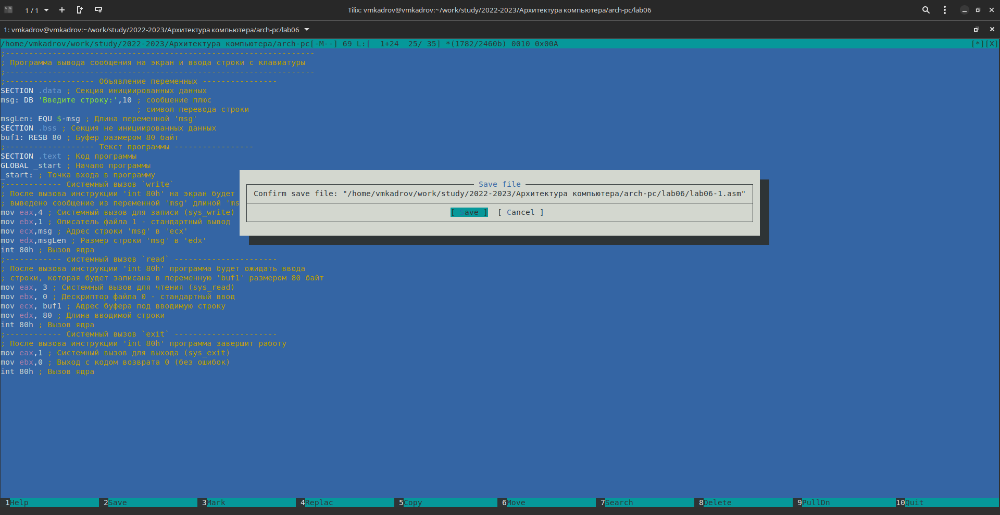 1 / 1
Tilix: vmkadrov@vmkadrov:~/work/study/2022-2023/Архитектура компьютера/arch-pc/lab06
1: vmkadrov@vmkadrov:~/work/study/2022-2023/Архитектура компьютера/arch-pc/lab06
/home/vmkadrov/work/study/2022-2023/Архитектура компьютера/arch-pc[-M--] 69 L:[  1+24  25/ 35] *(1782/2460b) 0010 0x00A [*][X]
;------------------------------------------------------------------
; Программа вывода сообщения на экран и ввода строки с клавиатуры
;------------------------------------------------------------------
;------------------- Объявление переменных ----------------
SECTION .data ; Секция инициированных данных
msg: DB 'Введите строку:',10 ; сообщение плюс
; символ перевода строки
msgLen: EQU $-msg ; Длина переменной 'msg'
SECTION .bss ; Секция не инициированных данных
buf1: RESB 80 ; Буфер размером 80 байт
;------------------- Текст программы -----------------
SECTION .text ; Код программы
GLOBAL _start ; Начало программы
_start: ; Точка входа в программу
;------------ Системный вызов `write`
; После вызова инструкции 'int 80h' на экран будет
; выведено сообщение из переменной 'msg' длиной 'ms
mov eax,4 ; Системный вызов для записи (sys_write)
mov ebx,1 ; Описатель файла 1 - стандартный вывод
mov ecx,msg ; Адрес строки 'msg' в 'ecx'
mov edx,msgLen ; Размер строки 'msg' в 'edx'
int 80h ; Вызов ядра
;------------ системный вызов `read` ----------------------
; После вызова инструкции 'int 80h' программа будет ожидать ввода
; строки, которая будет записана в переменную 'buf1' размером 80 байт
mov eax, 3 ; Системный вызов для чтения (sys_read)
mov ebx, 0 ; Дескриптор файла 0 - стандартный ввод
mov ecx, buf1 ; Адрес буфера под вводимую строку
mov edx, 80 ; Длина вводимой строки
int 80h ; Вызов ядра
;------------ Системный вызов `exit` ----------------------
; После вызова инструкции 'int 80h' программа завершит работу
mov eax,1 ; Системный вызов для выхода (sys_exit)
mov ebx,0 ; Выход с кодом возврата 0 (без ошибок)
int 80h ; Вызов ядра
Save file
Confirm save file: "/home/vmkadrov/work/study/2022-2023/Архитектура компьютера/arch-pc/lab06/lab06-1.asm"
[ Save ]  [ Cancel ]
1Help 2Save 3Mark 4Replac 5Copy 6Move 7Search 8Delete 9PullDn 10Quit